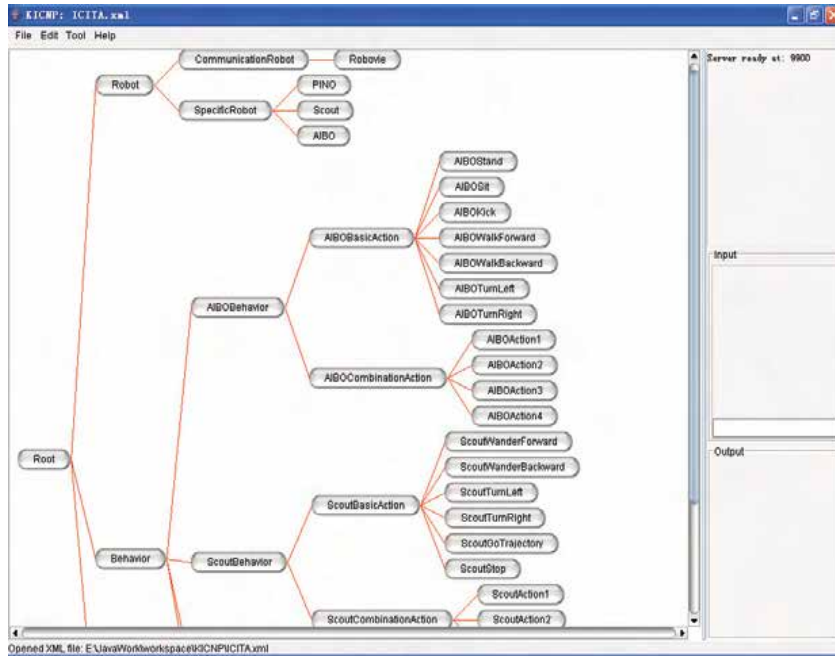 KICNP: ICITA.xml
File Edit Tool Help
CommunicationRobot
Robovie
Robot
PINO
SpecificRobot
Scout
AIBO
AIBOStand
AIBOSit
AIBOKick
AIBOBasicAction
AIBOWalkForward
AIBOWalkBackward
AIBOTurnLeft
AIBOBehavior
AIBOTurnRight
AIBOAction1
AIBOAction2
AIBOCombinationAction
AIBOAction3
AIBOAction4
ScoutWanderForward
Root
ScoutWanderBackward
ScoutTurnLeft
ScoutBasicAction
ScoutTurnRight
ScoutGoTrajectory
Behavior
ScoutBehavior
ScoutStop
ScoutAction1
ScoutCombinationAction
ScoutAction2
Server ready at: 9900
Input
Output
Opened XML file: E:\JavaWork\workspace\KICNP\ICITA.xml